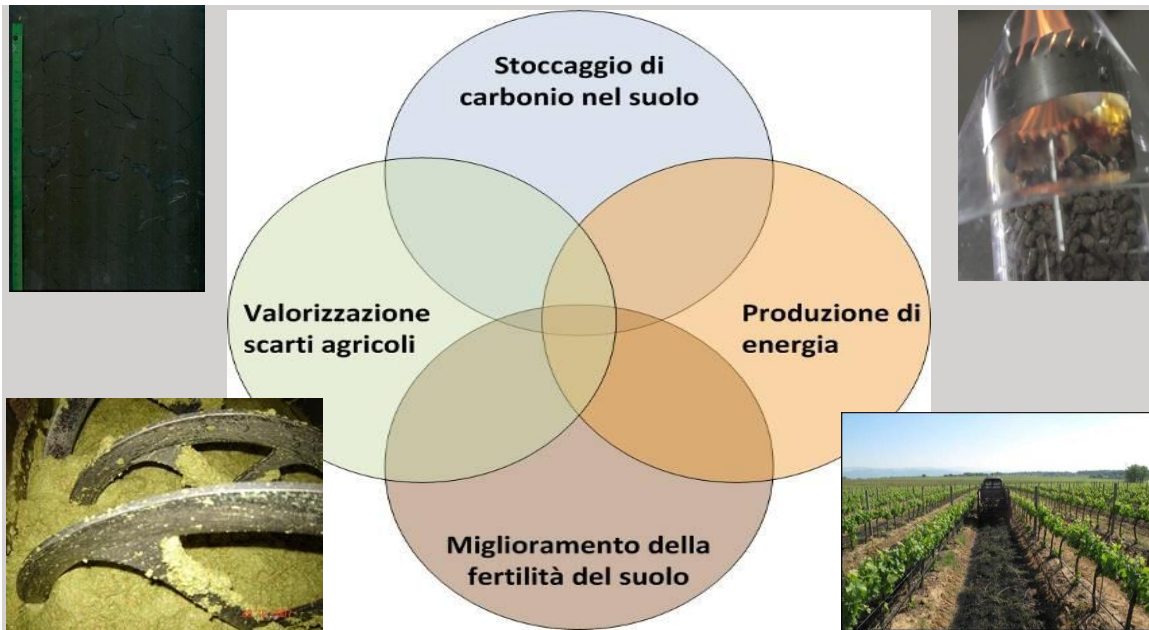 Stoccaggio di
carbonio nel suolo
Valorizzazione
scarti agricoli
Produzione di
energia
Miglioramento della
fertilità del suolo